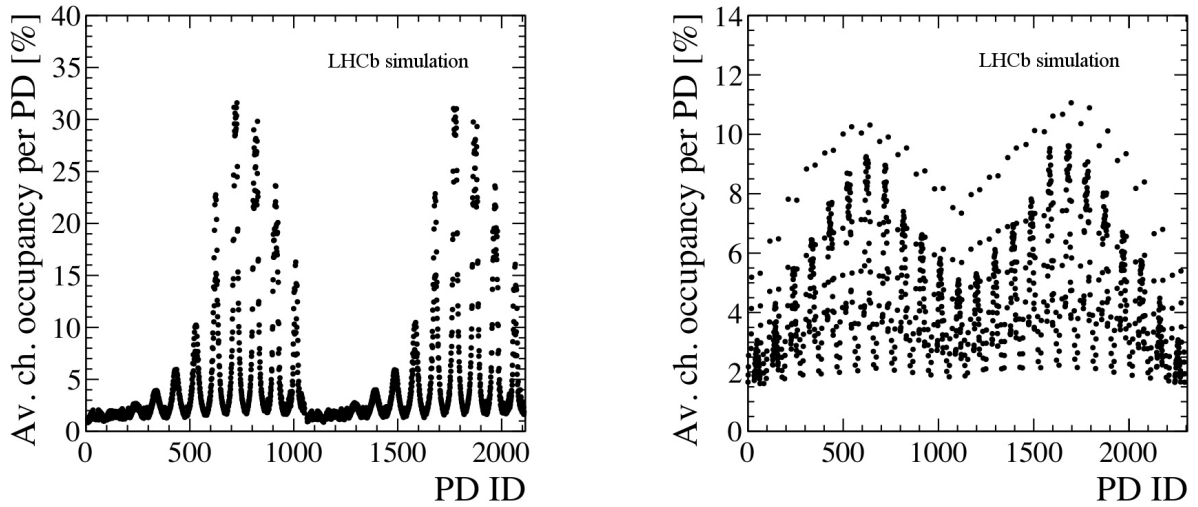 Av. ch. occupancy per PD [%]
40
35
30
25
20
15
10
5
0
LHCb simulation
0 500 1000 1500 2000
PD ID
Av. ch. occupancy per PD [%]
14
12
10
8
6
4
2
0
LHCb simulation
0 500 1000 1500 2000
PD ID